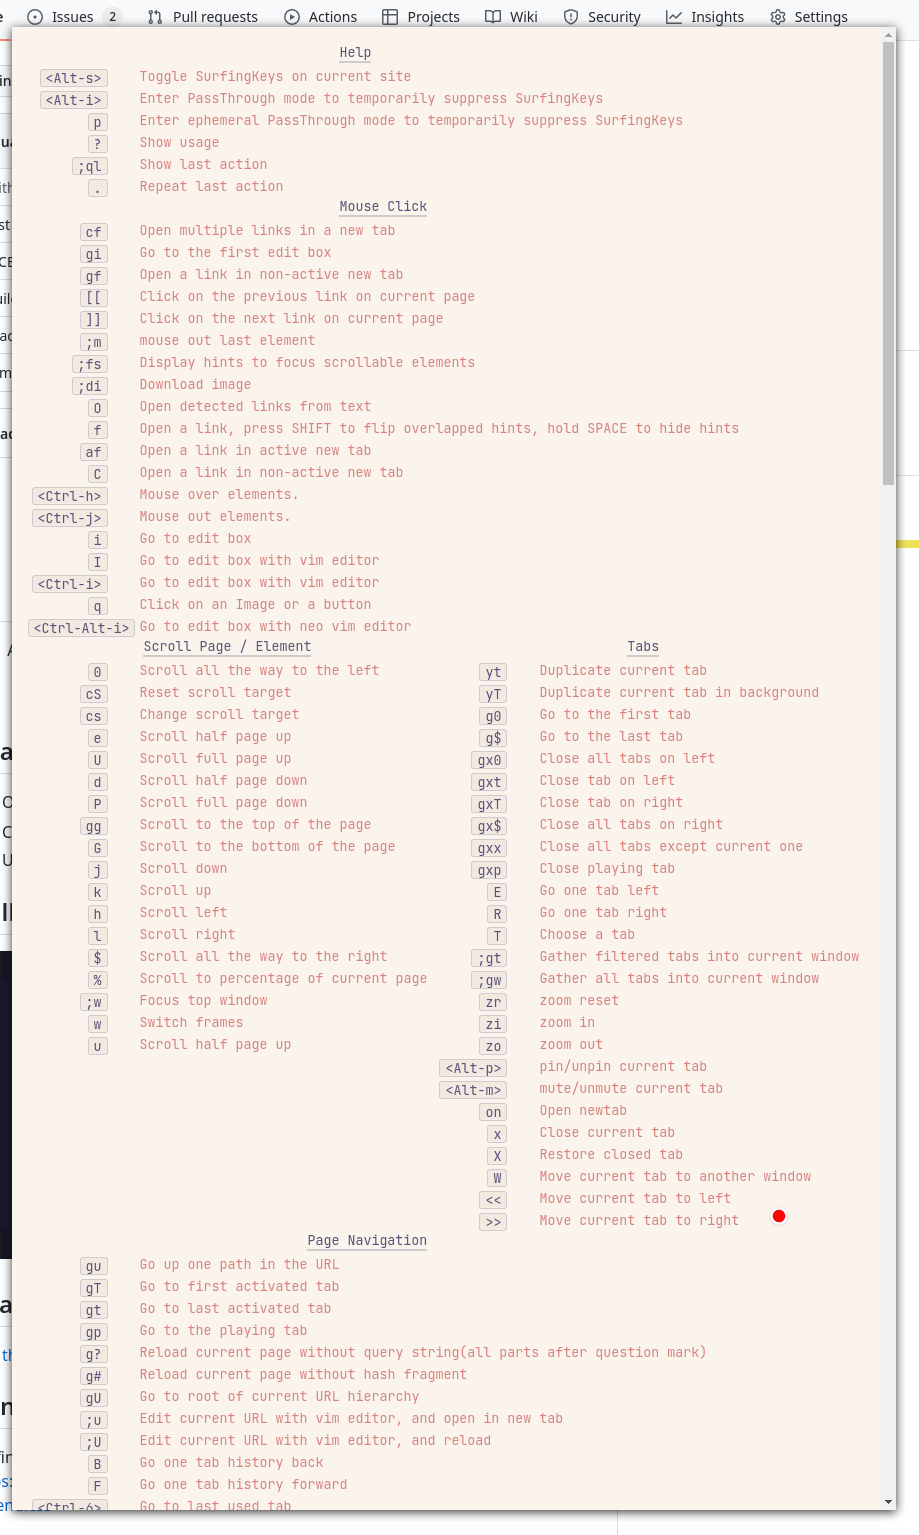 Issues 2 Pull requests Actions Projects Wiki Security Insights Settings
Help
<Alt-s> Toggle SurfingKeys on current site
<Alt-i> Enter PassThrough mode to temporarily suppress SurfingKeys
p Enter ephemeral PassThrough mode to temporarily suppress SurfingKeys
? Show usage
;ql Show last action
. Repeat last action
Mouse Click
cf Open multiple links in a new tab
gi Go to the first edit box
gf Open a link in non-active new tab
[[ Click on the previous link on current page
]] Click on the next link on current page
;m mouse out last element
;fs Display hints to focus scrollable elements
;di Download image
O Open detected links from text
f Open a link, press SHIFT to flip overlapped hints, hold SPACE to hide hints
af Open a link in active new tab
C Open a link in non-active new tab
<Ctrl-h> Mouse over elements.
<Ctrl-j> Mouse out elements.
i Go to edit box
I Go to edit box with vim editor
<Ctrl-i> Go to edit box with vim editor
q Click on an Image or a button
<Ctrl-Alt-i> Go to edit box with neo vim editor
Scroll Page / Element
0 Scroll all the way to the left
cS Reset scroll target
cs Change scroll target
e Scroll half page up
U Scroll full page up
d Scroll half page down
P Scroll full page down
gg Scroll to the top of the page
G Scroll to the bottom of the page
j Scroll down
k Scroll up
h Scroll left
l Scroll right
$ Scroll all the way to the right
% Scroll to percentage of current page
;w Focus top window
w Switch frames
u Scroll half page up
Tabs
yt Duplicate current tab
yT Duplicate current tab in background
g0 Go to the first tab
g$ Go to the last tab
gx0 Close all tabs on left
gxt Close tab on left
gxT Close tab on right
gx$ Close all tabs on right
gxx Close all tabs except current one
gxp Close playing tab
E Go one tab left
R Go one tab right
T Choose a tab
;gt Gather filtered tabs into current window
;gw Gather all tabs into current window
zr zoom reset
zi zoom in
zo zoom out
<Alt-p> pin/unpin current tab
<Alt-m> mute/unmute current tab
on Open newtab
x Close current tab
X Restore closed tab
W Move current tab to another window
<< Move current tab to left
>> Move current tab to right
Page Navigation
gu Go up one path in the URL
gT Go to first activated tab
gt Go to last activated tab
gp Go to the playing tab
g? Reload current page without query string(all parts after question mark)
g# Reload current page without hash fragment
gU Go to root of current URL hierarchy
;u Edit current URL with vim editor, and open in new tab
;U Edit current URL with vim editor, and reload
B Go one tab history back
F Go one tab history forward
<Ctrl-6> Go to last used tab